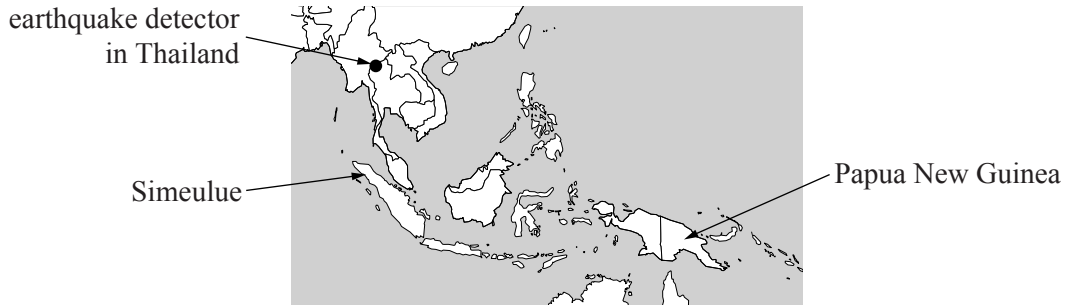 earthquake detector
in Thailand
Simeulue
Papua New Guinea